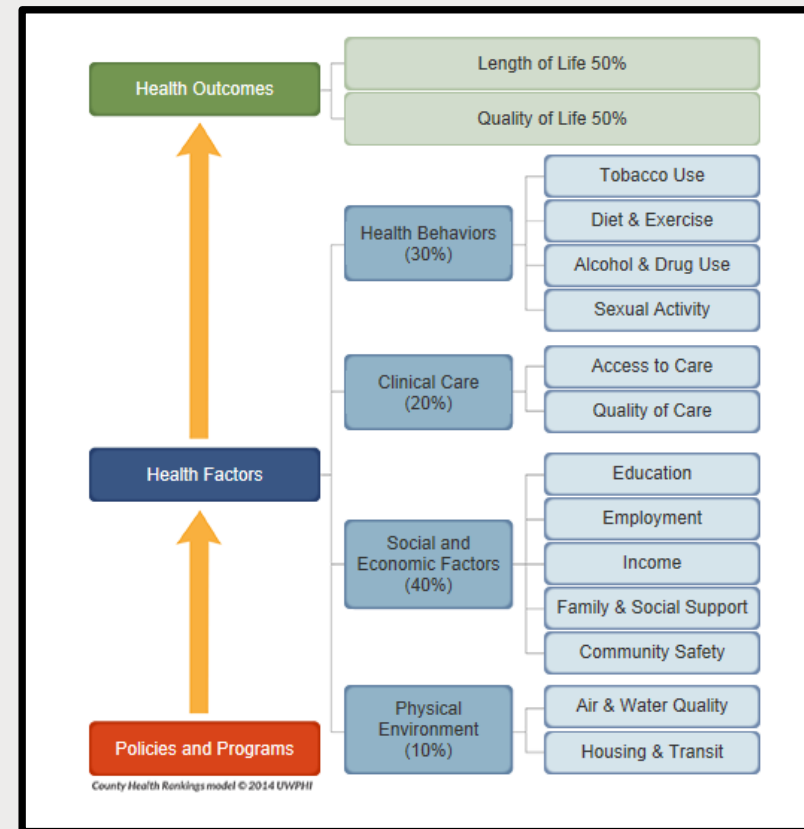 Health Outcomes
Length of Life 50%
Quality of Life 50%
Health Behaviors
(30%)
Tobacco Use
Diet & Exercise
Alcohol & Drug Use
Sexual Activity
Clinical Care
(20%)
Access to Care
Quality of Care
Health Factors
Social and
Economic Factors
(40%)
Education
Employment
Income
Family & Social Support
Community Safety
Physical
Environment
(10%)
Air & Water Quality
Housing & Transit
Policies and Programs
County Health Rankings model © 2014 UWPHI